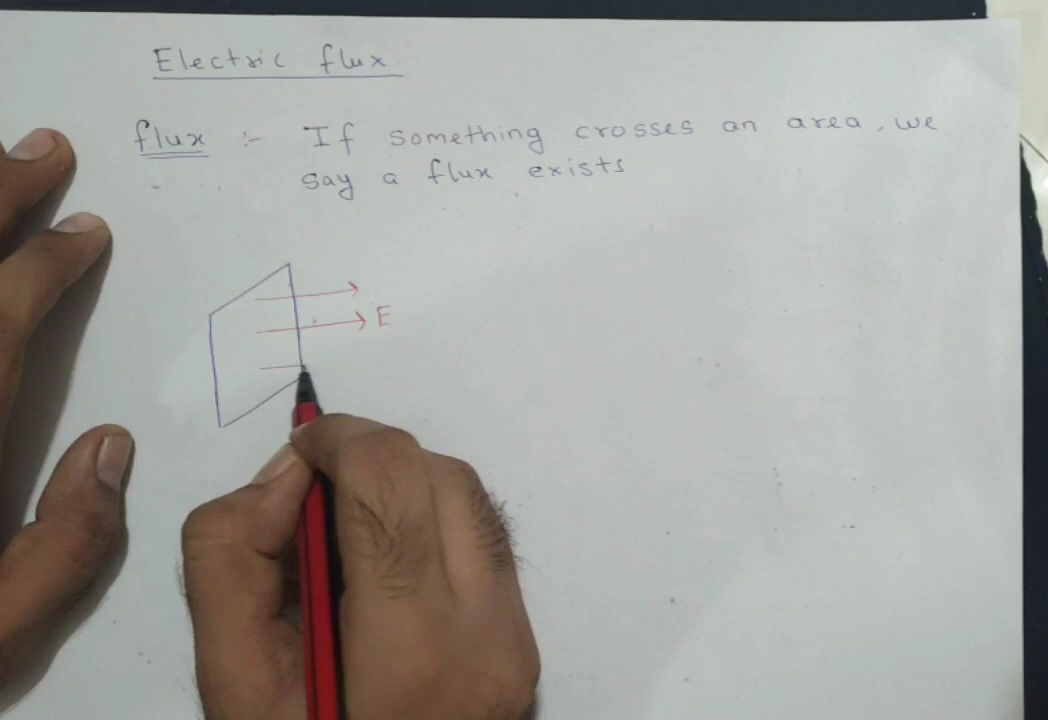 Electric flux
flux :- If something crosses an area, we
say a flux exists
E